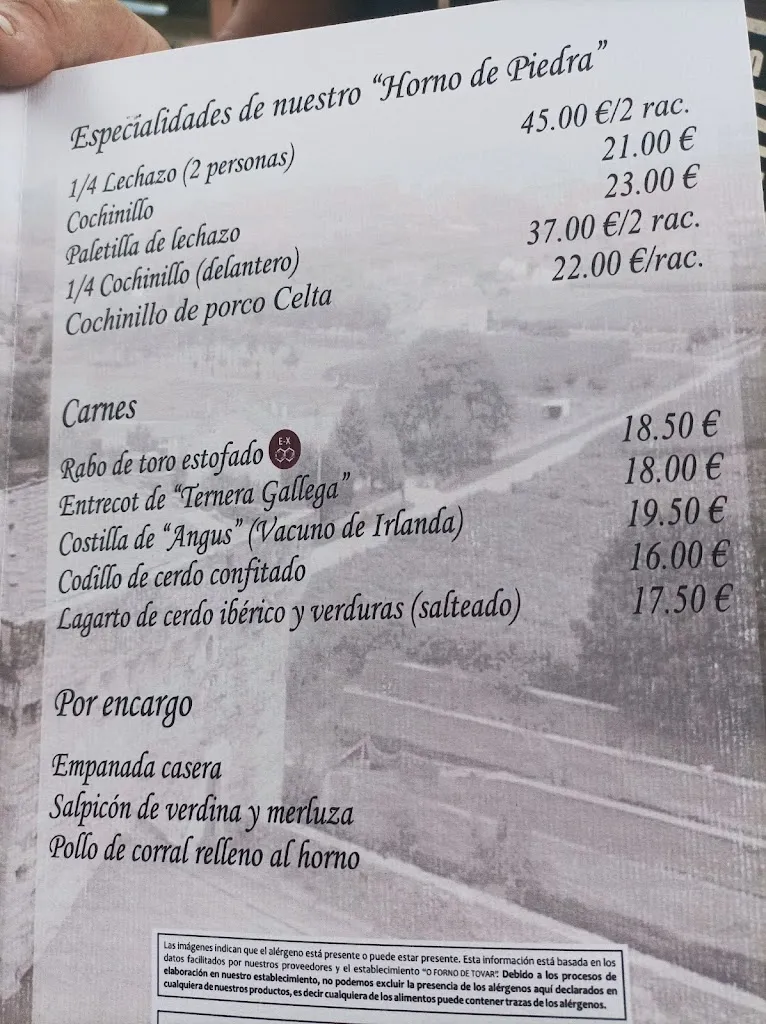 Especialidades de nuestro “Horno de Piedra”
1/4 Lechazo (2 personas) 45.00 €/2 rac.
Cochinillo 21.00 €
Paletilla de lechazo 23.00 €
1/4 Cochinillo (delantero) 37.00 €/2 rac.
Cochinillo de porco Celta 22.00 €/rac.
Carnes
Rabo de toro estofado E-X 18.50 €
Entrecot de “Ternera Gallega” 18.00 €
Costilla de “Angus” (Vacuno de Irlanda) 19.50 €
Codillo de cerdo confitado 16.00 €
Lagarto de cerdo ibérico y verduras (salteado) 17.50 €
Por encargo
Empanada casera
Salpicón de verdina y merluza
Pollo de corral relleno al horno
Las imágenes indican que el alérgeno está presente o puede estar presente. Esta información está basada en los
datos facilitados por nuestros proveedores y el establecimiento "O FORNO DE TOVAR". Debido a los procesos de
elaboración en nuestro establecimiento, no podemos excluir la presencia de los alérgenos aquí declarados en
cualquiera de nuestros productos, es decir cualquiera de los alimentos puede contener trazas de los alérgenos.